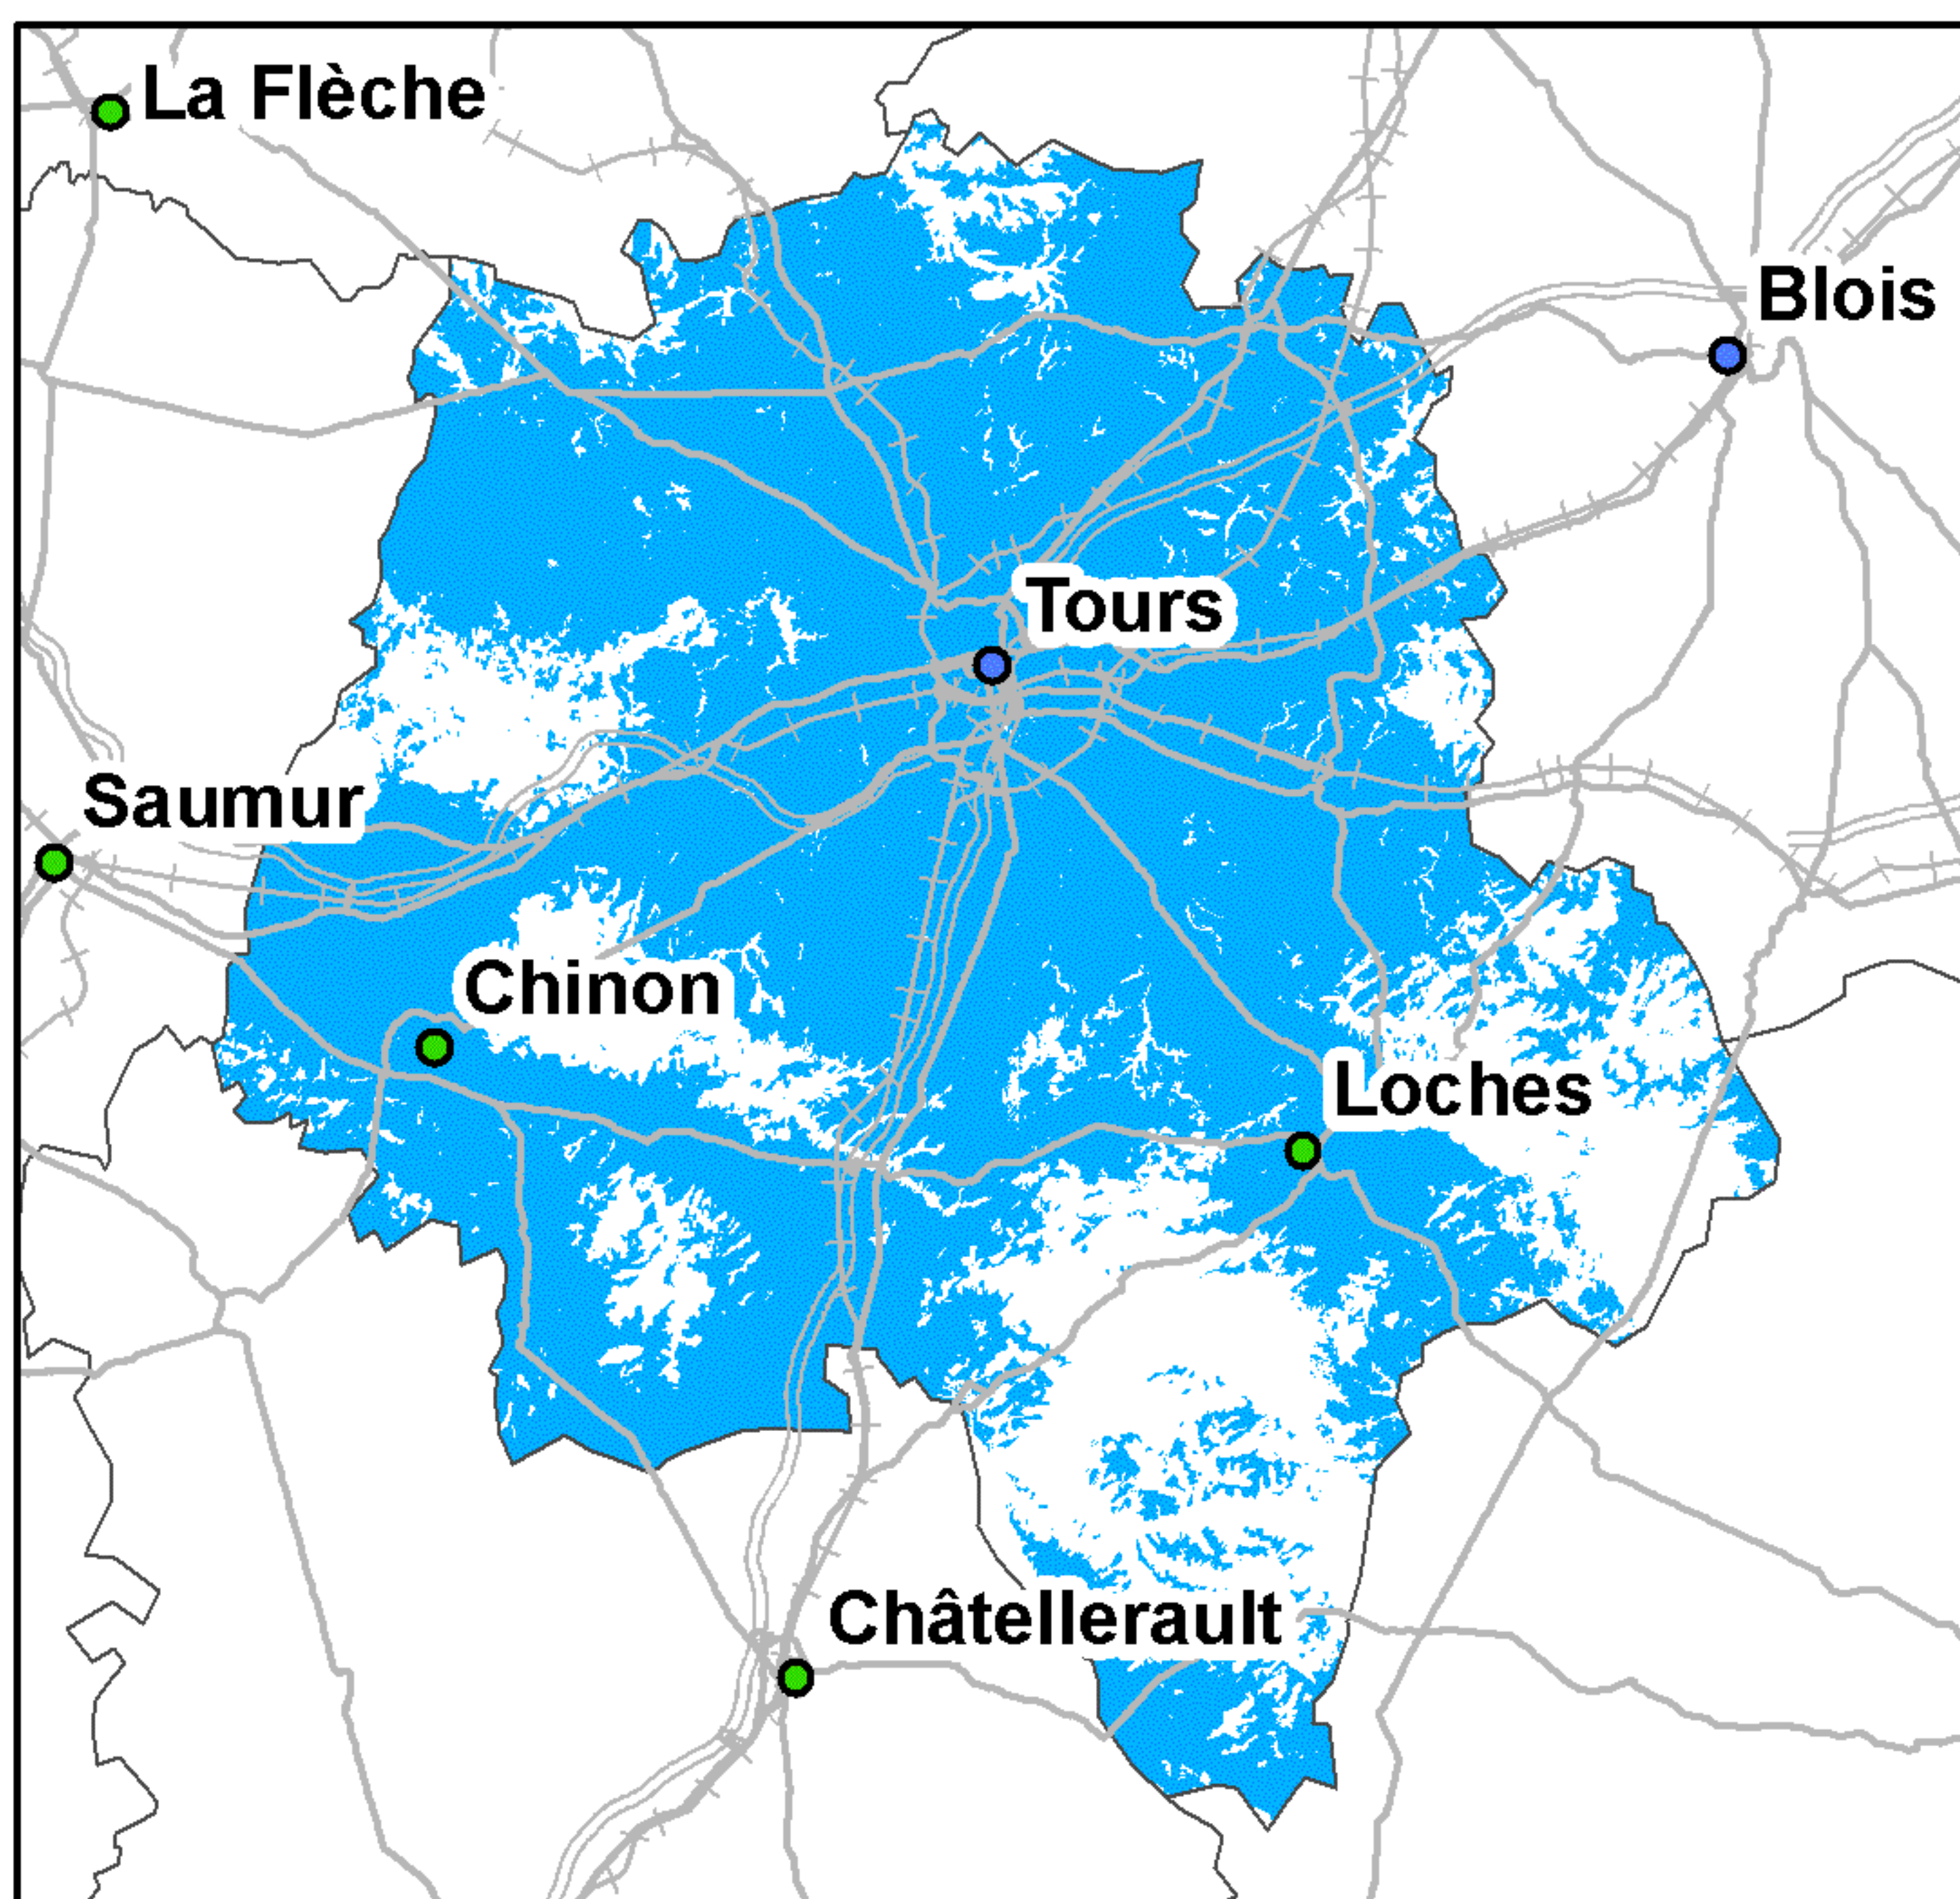 La Flèche
Blois
Tours
Saumur
Chinon
Loches
Châtellerault